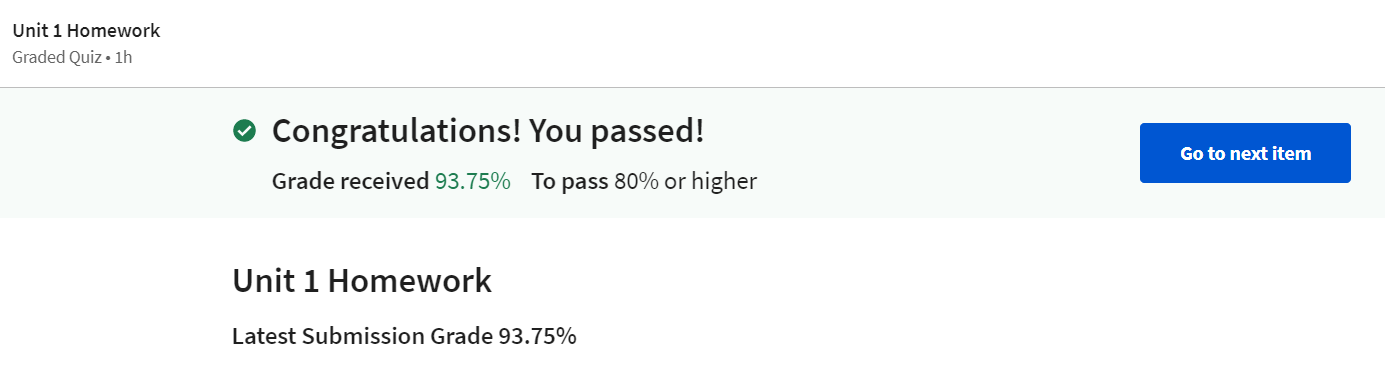 Unit 1 Homework
Graded Quiz • 1h
Congratulations! You passed!
Grade received 93.75% To pass 80% or higher
Go to next item
Unit 1 Homework
Latest Submission Grade 93.75%